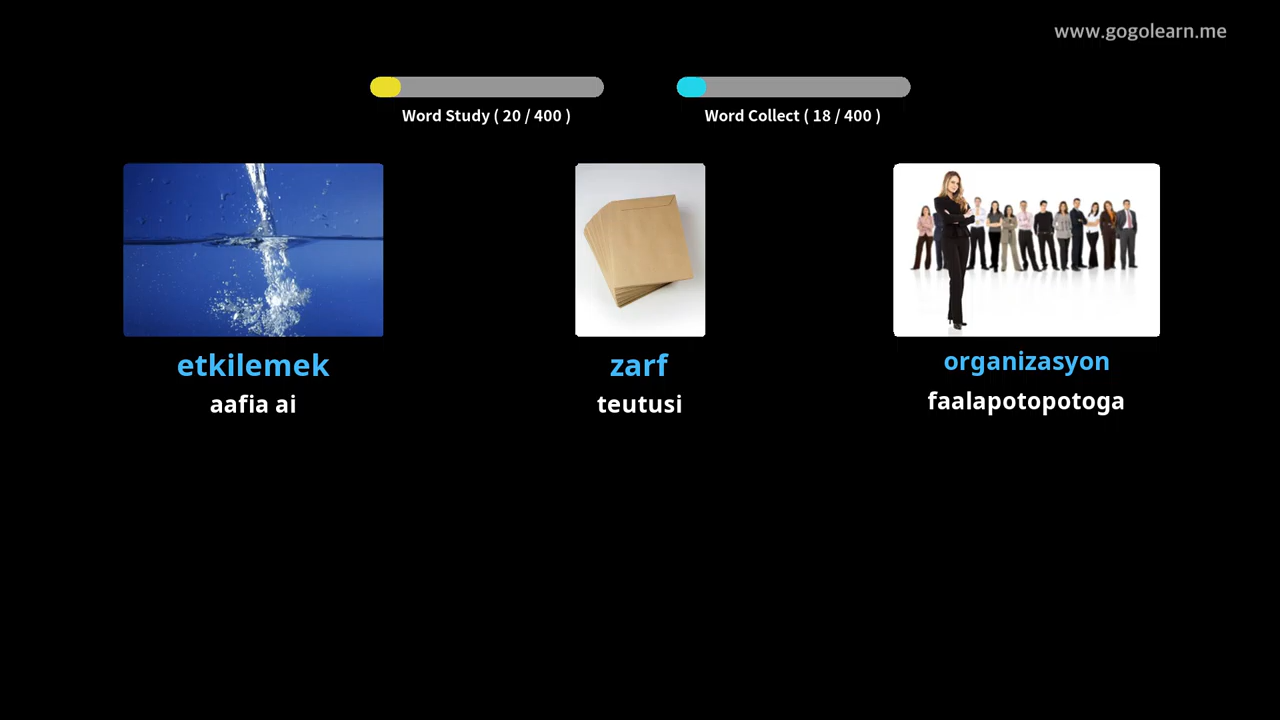 www.gogolearn.me
Word Study ( 20 / 400 )
Word Collect ( 18 / 400 )
etkilemek
aafia ai
zarf
teutusi
organizasyon
faalapotopotoga